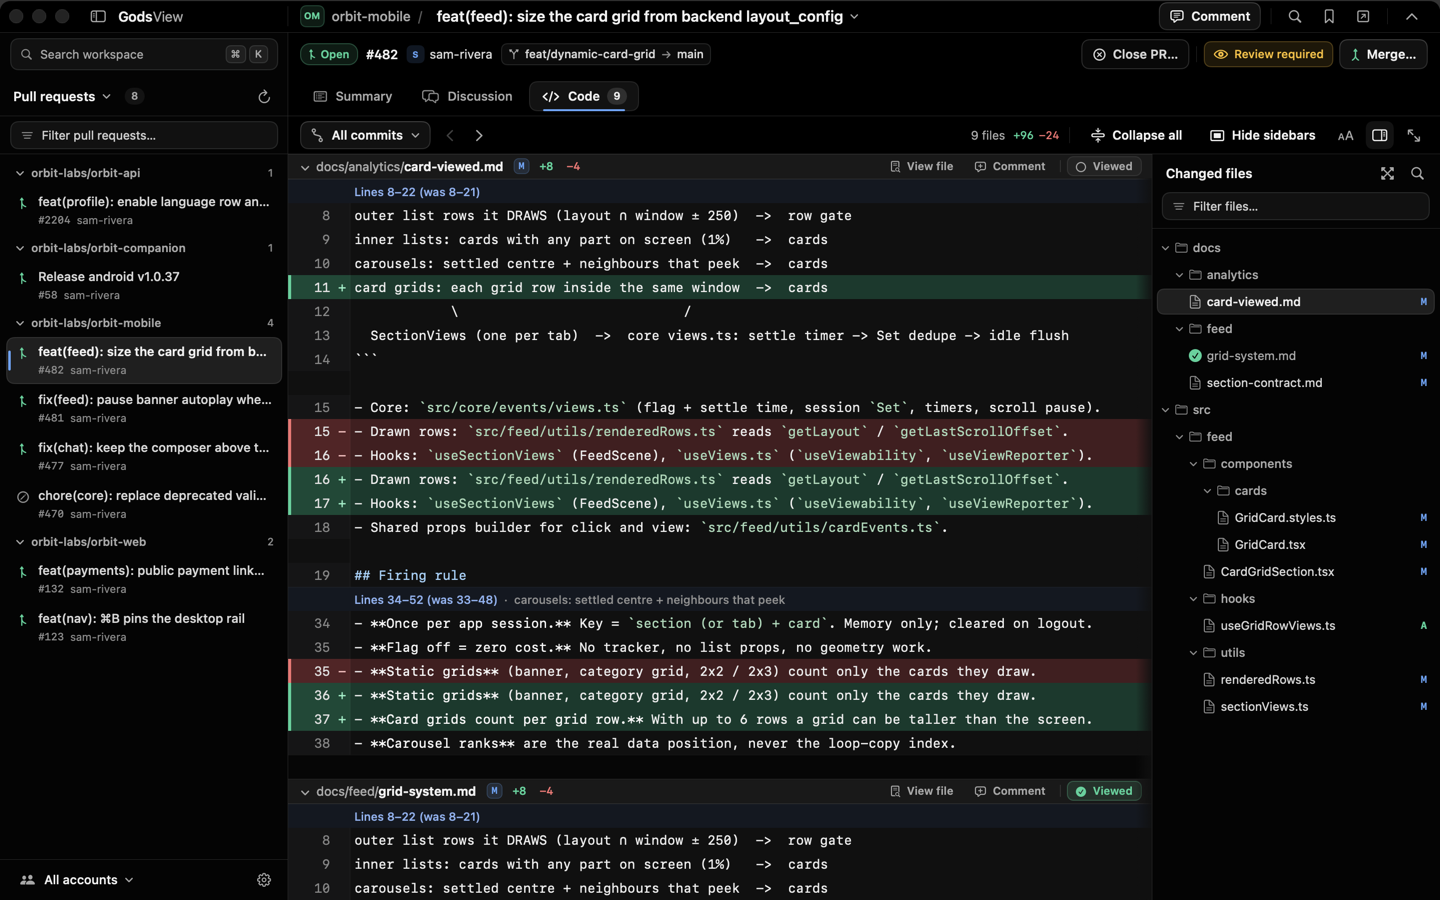 GodsView
OM orbit-mobile / feat(feed): size the card grid from backend layout_config
Comment
Search workspace ⌘ K
Open #482 S sam-rivera feat/dynamic-card-grid → main
Close PR... Review required Merge...
Pull requests 8
Summary Discussion Code 9
Filter pull requests...
All commits
9 files +96 −24 Collapse all Hide sidebars aA
orbit-labs/orbit-api 1
feat(profile): enable language row an...
#2204 sam-rivera
orbit-labs/orbit-companion 1
Release android v1.0.37
#58 sam-rivera
orbit-labs/orbit-mobile 4
feat(feed): size the card grid from b...
#482 sam-rivera
fix(feed): pause banner autoplay whe...
#481 sam-rivera
fix(chat): keep the composer above t...
#477 sam-rivera
chore(core): replace deprecated vali...
#470 sam-rivera
orbit-labs/orbit-web 2
feat(payments): public payment link...
#132 sam-rivera
feat(nav): ⌘B pins the desktop rail
#123 sam-rivera
All accounts
docs/analytics/card-viewed.md M +8 −4 View file Comment Viewed
Lines 8–22 (was 8–21)
8 outer list rows it DRAWS (layout ∩ window ± 250) -> row gate
9 inner lists: cards with any part on screen (1%) -> cards
10 carousels: settled centre + neighbours that peek -> cards
11 + card grids: each grid row inside the same window -> cards
12 \ /
13 SectionViews (one per tab) -> core views.ts: settle timer -> Set dedupe -> idle flush
14 ```
15 - Core: `src/core/events/views.ts` (flag + settle time, session `Set`, timers, scroll pause).
15 − - Drawn rows: `src/feed/utils/renderedRows.ts` reads `getLayout` / `getLastScrollOffset`.
16 − - Hooks: `useSectionViews` (FeedScene), `useViews.ts` (`useViewability`, `useViewReporter`).
16 + - Drawn rows: `src/feed/utils/renderedRows.ts` reads `getLayout` / `getLastScrollOffset`.
17 + - Hooks: `useSectionViews` (FeedScene), `useViews.ts` (`useViewability`, `useViewReporter`).
18 - Shared props builder for click and view: `src/feed/utils/cardEvents.ts`.
19 ## Firing rule
Lines 34–52 (was 33–48) · carousels: settled centre + neighbours that peek
34 - **Once per app session.** Key = `section (or tab) + card`. Memory only; cleared on logout.
35 - **Flag off = zero cost.** No tracker, no list props, no geometry work.
35 − - **Static grids** (banner, category grid, 2x2 / 2x3) count only the cards they draw.
36 + - **Static grids** (banner, category grid, 2x2 / 2x3) count only the cards they draw.
37 + - **Card grids count per grid row.** With up to 6 rows a grid can be taller than the screen.
38 - **Carousel ranks** are the real data position, never the loop-copy index.
docs/feed/grid-system.md M +8 −4 View file Comment Viewed
Lines 8–22 (was 8–21)
8 outer list rows it DRAWS (layout ∩ window ± 250) -> row gate
9 inner lists: cards with any part on screen (1%) -> cards
10 carousels: settled centre + neighbours that peek -> cards
Changed files
Filter files...
docs
analytics
card-viewed.md M
feed
grid-system.md M
section-contract.md M
src
feed
components
cards
GridCard.styles.ts M
GridCard.tsx M
CardGridSection.tsx M
hooks
useGridRowViews.ts A
utils
renderedRows.ts M
sectionViews.ts M